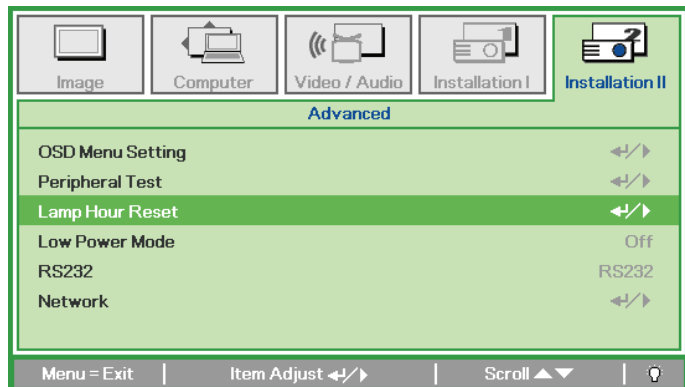 Image Computer Video / Audio Installation I Installation II
Advanced
OSD Menu Setting
Peripheral Test
Lamp Hour Reset
Low Power Mode Off
RS232 RS232
Network
Menu = Exit Item Adjust Scroll